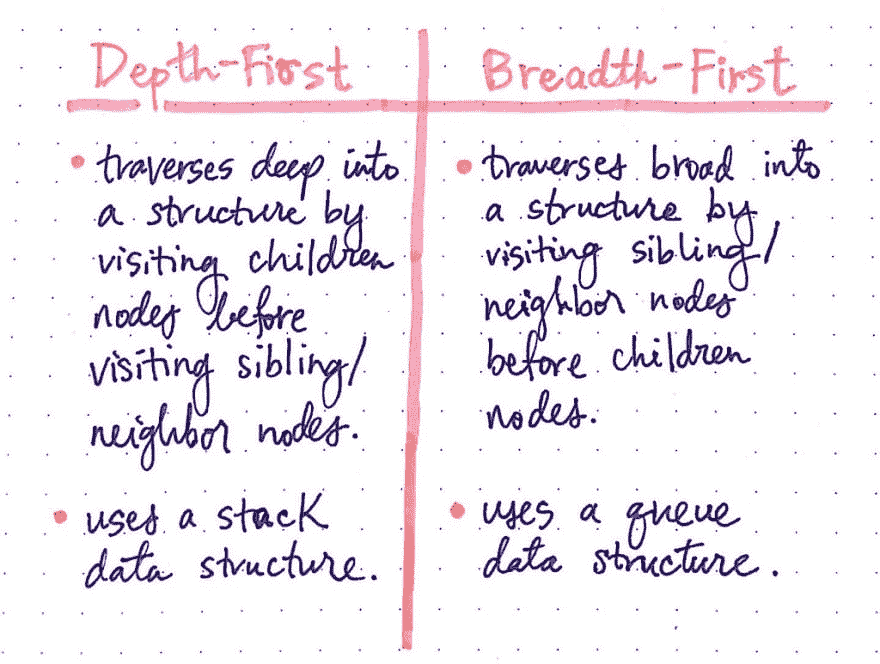 Depth-First
• traverses deep into
a structure by
visiting children
nodes before
visiting sibling/
neighbor nodes.
• uses a stack
data structure.
Breadth-First
• traverses broad into
a structure by
visiting sibling/
neighbor nodes
before children
nodes.
• uses a queue
data structure.